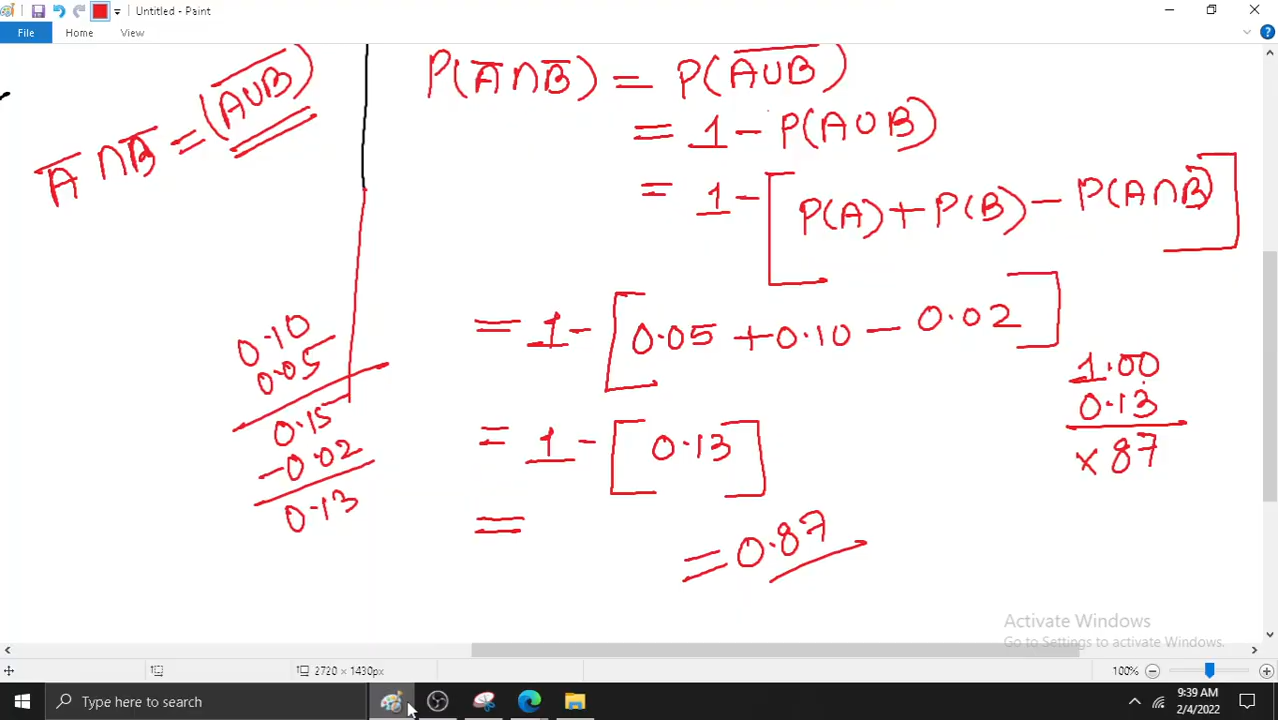 Untitled - Paint
File Home View
A̅ ∩ B̅ = (A̅∪̅B̅)
P(A̅∩B̅) = P(A̅∪̅B̅)
= 1 - P(A∪B)
= 1 - [P(A) + P(B) - P(A∩B)]
= 1 - [0.05 + 0.10 - 0.02]
= 1 - [0.13]
=
= 0.87
0.10
0.05
0.15
-0.02
0.13
1.00
0.13
× 87
Activate Windows
Go to Settings to activate Windows.
2720 × 1430px
100%
Type here to search
9:39 AM
2/4/2022